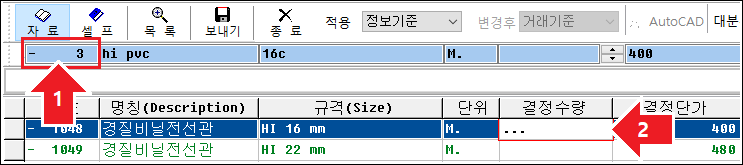 자 료 셀 프 목 록 보내기 종 료 적용 정보기준 변경후 거래기준 AutoCAD 대분
- 3 hi pvc 16c M. 400
1
명칭(Description) 규격(Size) 단위 결정수량 결정단가
- 1048 경질비닐전선관 HI 16 mm M. ... 2 400
- 1049 경질비닐전선관 HI 22 mm M. 480